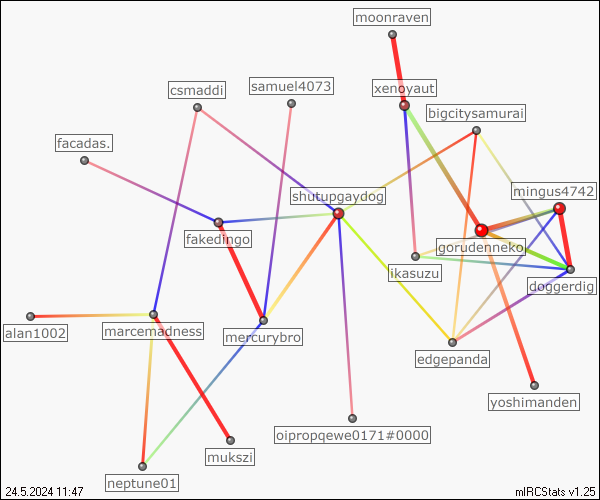 moonraven
csmaddi
samuel4073
xenoyaut
bigcitysamurai
facadas.
shutupgaydog
mingus4742
fakedingo
gorudenneko
ikasuzu
doggerdig
alan1002
marcemadness
mercurybro
edgepanda
yoshimanden
oipropqewe0171#0000
mukszi
neptune01
24.5.2024 11:47
mIRCStats v1.25